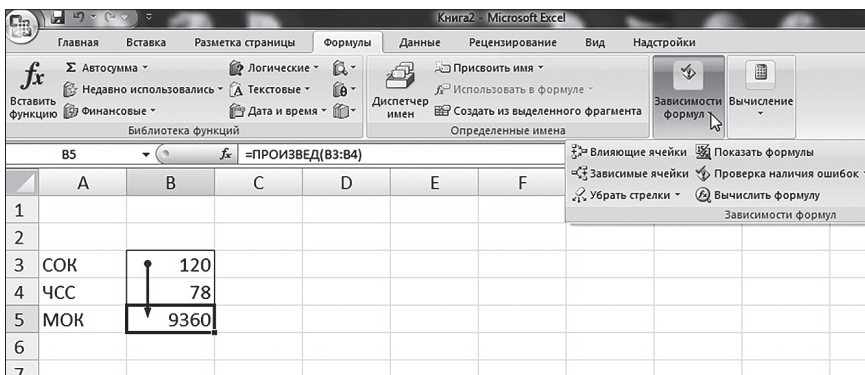 Книга2 - Microsoft Excel
Главная Вставка Разметка страницы Формулы Данные Рецензирование Вид Надстройки
fx Вставить функцию
Σ Автосумма
Недавно использовались
Финансовые
Логические
Текстовые
Дата и время
Библиотека функций
Диспетчер имен
Присвоить имя
Использовать в формуле
Создать из выделенного фрагмента
Определенные имена
Зависимости формул
Вычисление
Влияющие ячейки Показать формулы
Зависимые ячейки Проверка наличия ошибок
Убрать стрелки Вычислить формулу
Зависимости формул
B5 fx =ПРОИЗВЕД(B3:B4)
A B C D E F
1
2
3 СОК 120
4 ЧСС 78
5 МОК 9360
6
7